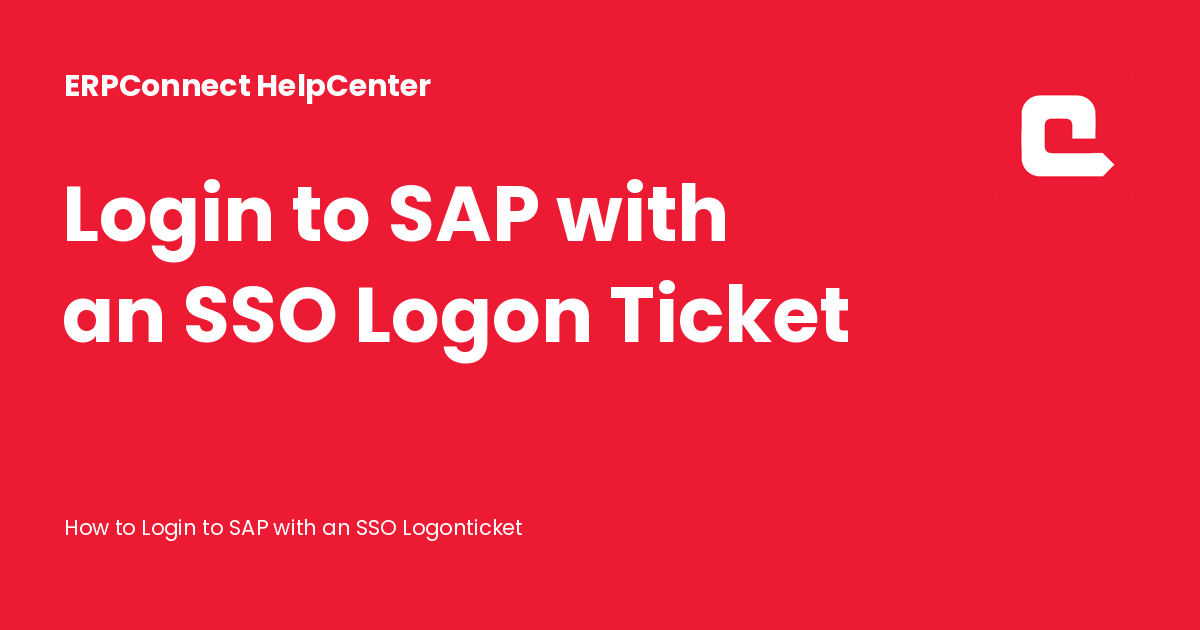 ERPConnect HelpCenter
Login to SAP with
an SSO Logon Ticket
How to Login to SAP with an SSO Logonticket